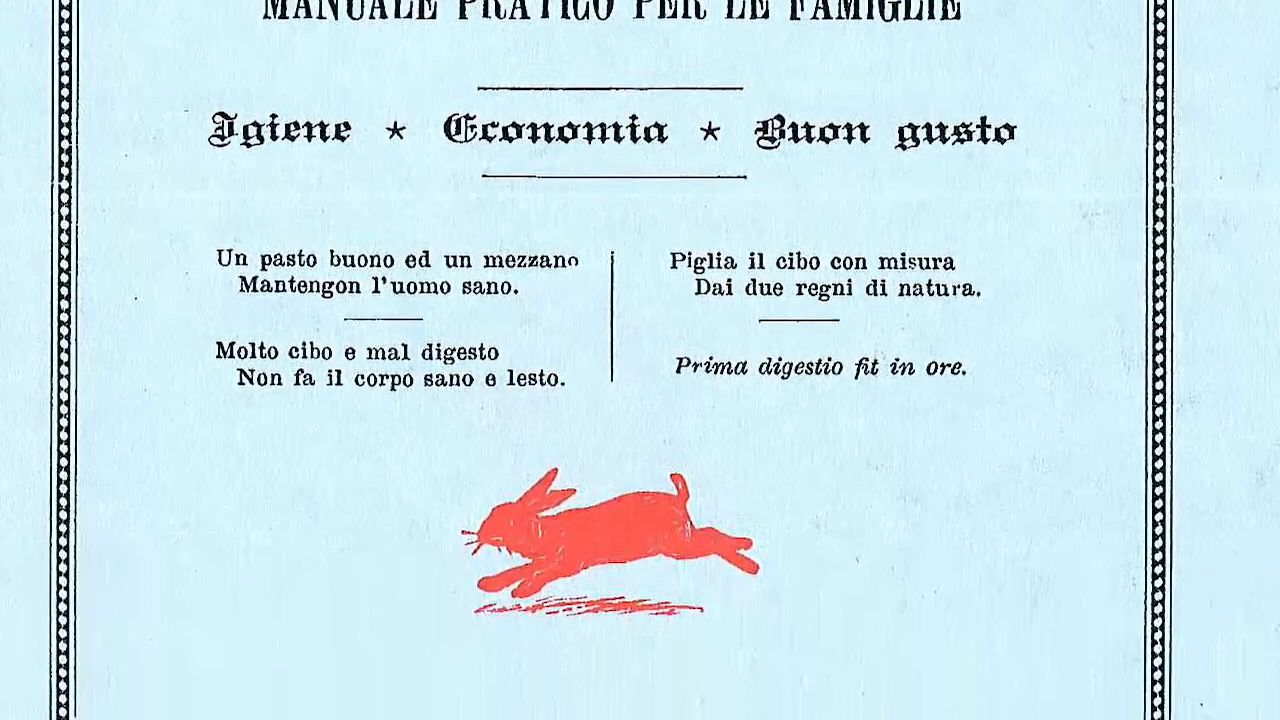 MANUALE PRATICO PER LE FAMIGLIE
Igiene ★ Economia ★ Buon gusto
Un pasto buono ed un mezzano
Mantengon l'uomo sano.
Molto cibo e mal digesto
Non fa il corpo sano e lesto.
Piglia il cibo con misura
Dai due regni di natura.
Prima digestio fit in ore.